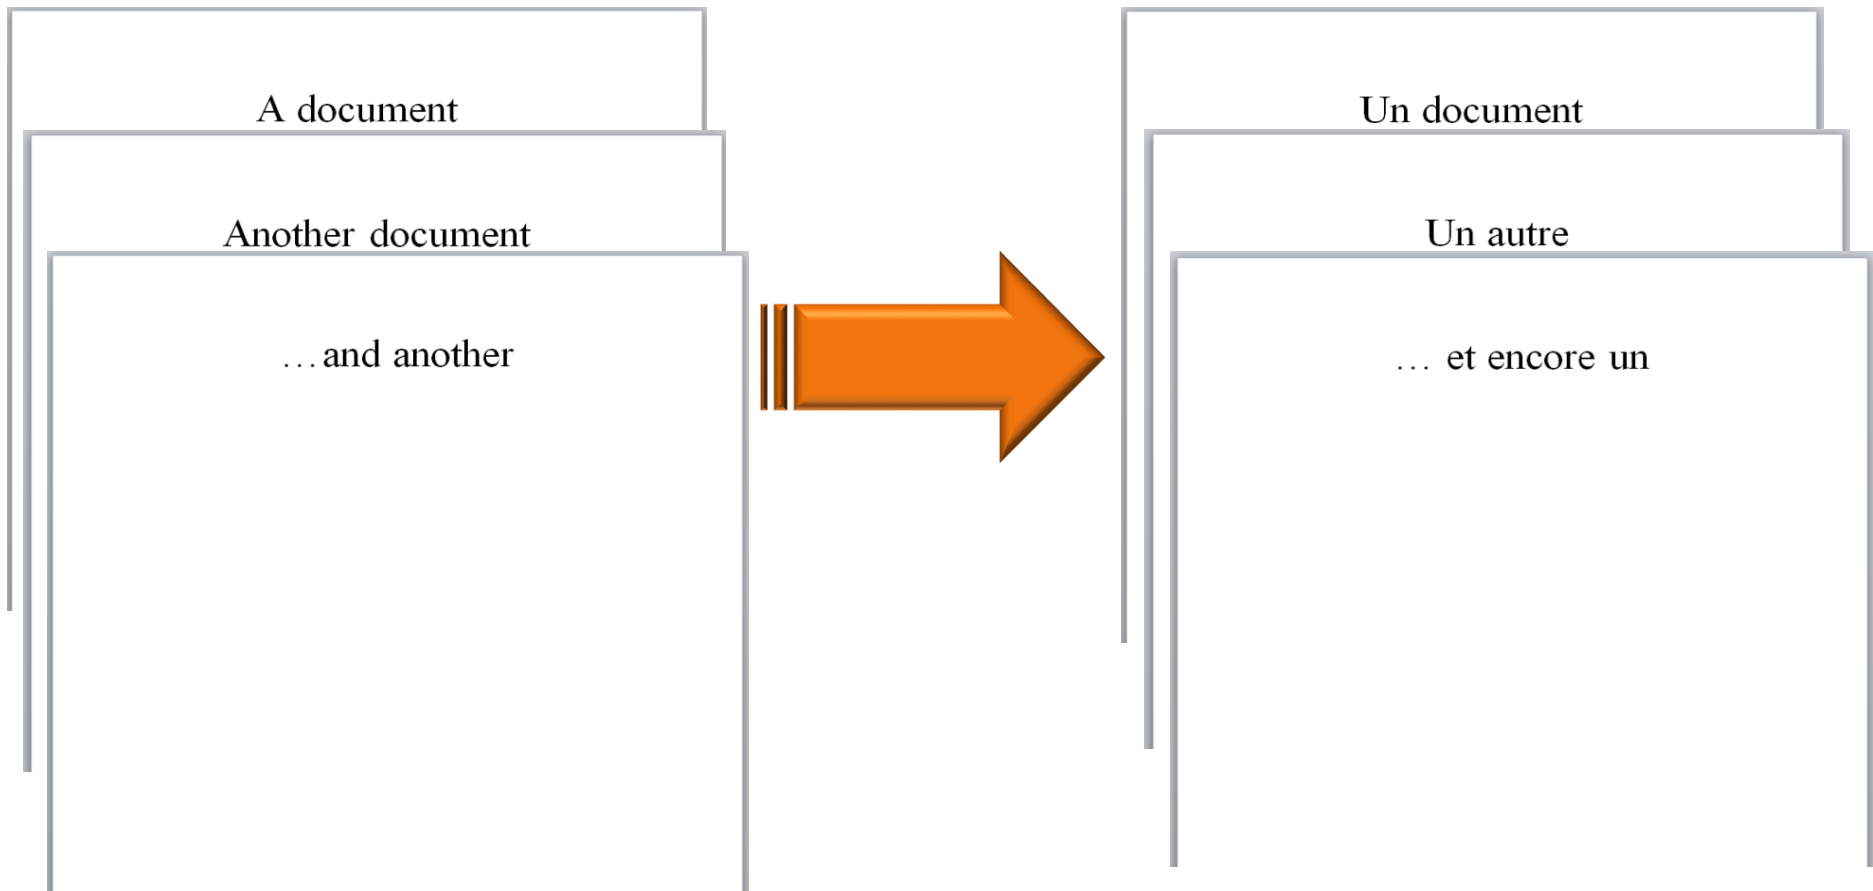 A document
Another document
…and another
Un document
Un autre
… et encore un